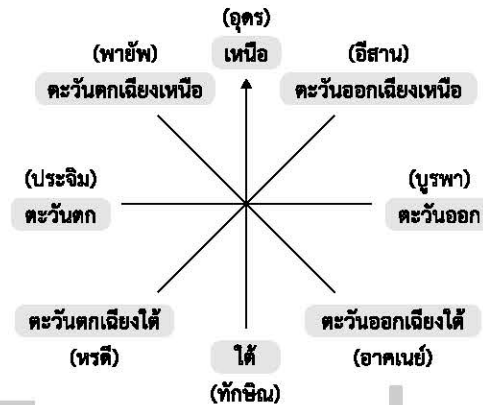 (อุดร)
เหนือ
(พายัพ)
ตะวันตกเฉียงเหนือ
(อีสาน)
ตะวันออกเฉียงเหนือ
(ประจิม)
ตะวันตก
(บูรพา)
ตะวันออก
ตะวันตกเฉียงใต้
(หรดี)
ใต้
(ทักษิณ)
ตะวันออกเฉียงใต้
(อาคเนย์)